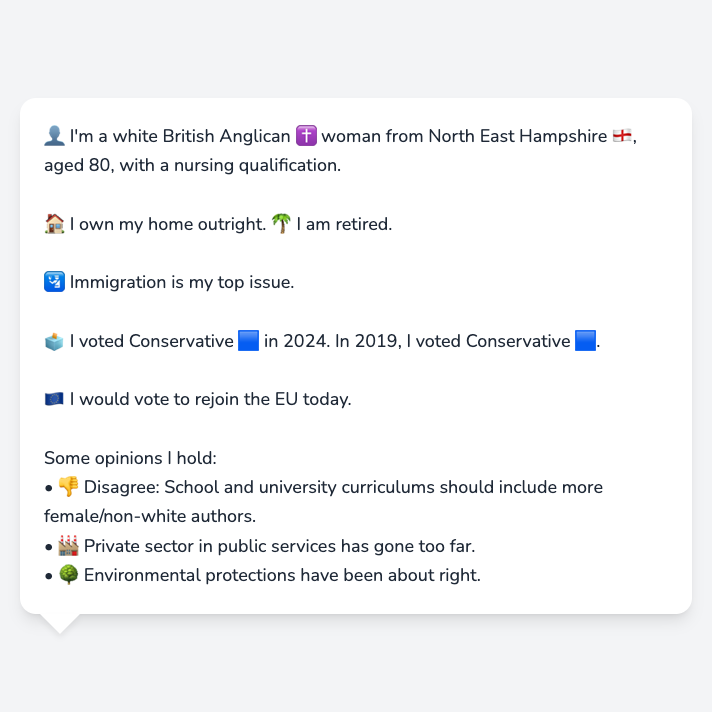 👤 I'm a white British Anglican ✝️ woman from North East Hampshire 🏴󠁧󠁢󠁥󠁮󠁧󠁿,
aged 80, with a nursing qualification.
🏠 I own my home outright. 🌴 I am retired.
🛂 Immigration is my top issue.
🗳️ I voted Conservative 🟦 in 2024. In 2019, I voted Conservative 🟦.
🇪🇺 I would vote to rejoin the EU today.
Some opinions I hold:
• 👎 Disagree: School and university curriculums should include more
female/non-white authors.
• 🏭 Private sector in public services has gone too far.
• 🌳 Environmental protections have been about right.